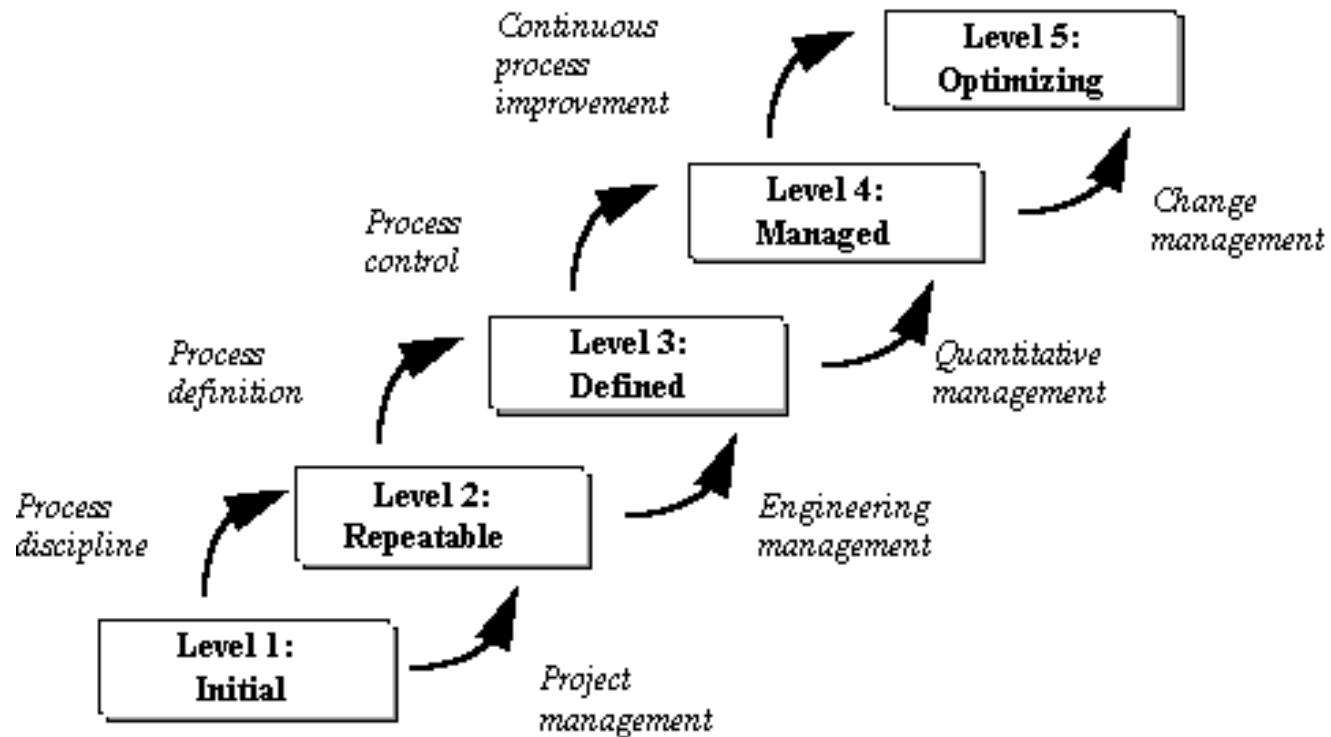 Continuous
process
improvement
Level 5:
Optimizing
Process
control
Level 4:
Managed
Change
management
Process
definition
Level 3:
Defined
Quantitative
management
Process
discipline
Level 2:
Repeatable
Engineering
management
Level 1:
Initial
Project
management